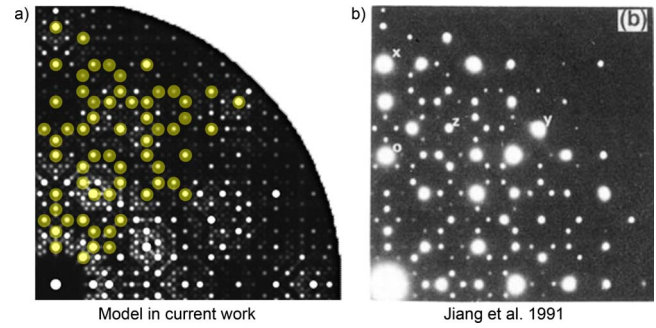 a)
b)
(b)
x
z
y
o
Model in current work
Jiang et al. 1991